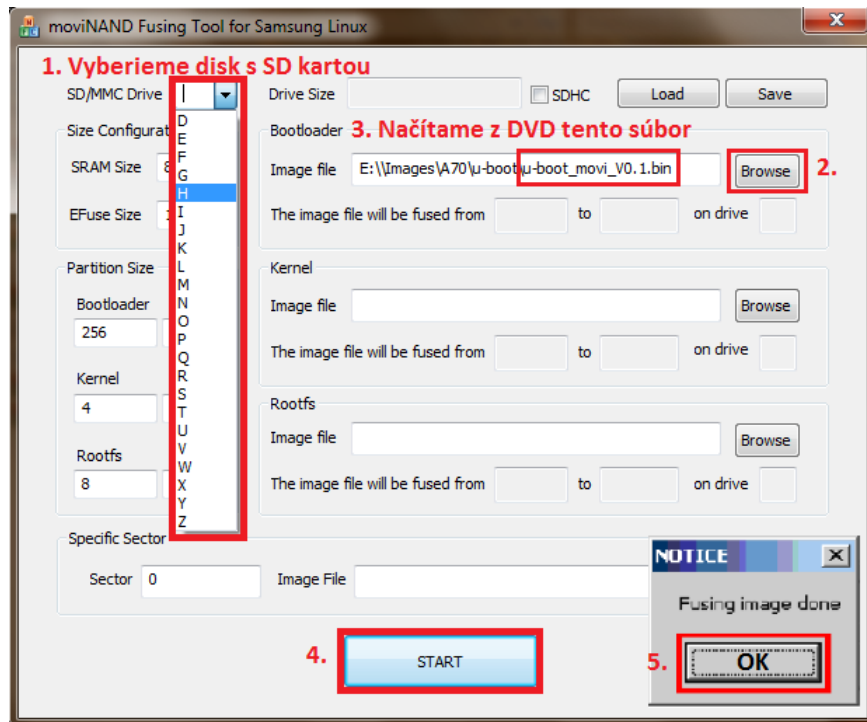 moviNAND Fusing Tool for Samsung Linux
1. Vyberieme disk s SD kartou
SD/MMC Drive
Drive Size
SDHC
Load
Save
D
E
F
G
H
I
J
K
L
M
N
O
P
Q
R
S
T
U
V
W
X
Y
Z
SRAM Size
EFuse Size
Bootloader
3. Načítame z DVD tento súbor
Image file E:\\Images\A70\u-boot\u-boot_movi_V0.1.bin
Browse
2.
The image file will be fused from to on drive
Partition Size
Bootloader
256
Kernel
4
Rootfs
8
Kernel
Image file
Browse
The image file will be fused from to on drive
Rootfs
Image file
Browse
The image file will be fused from to on drive
Specific Sector
Sector 0
Image File
4.
START
NOTICE
Fusing image done
5.
OK